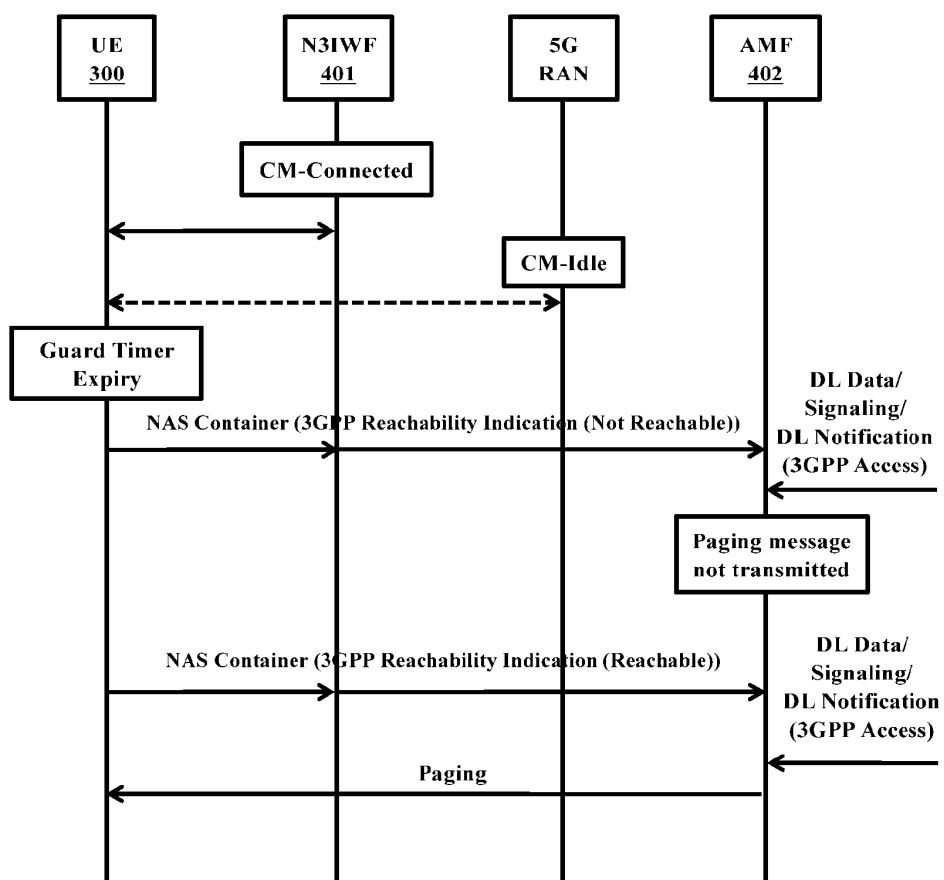 UE
300
N3IWF
401
5G
RAN
AMF
402
CM-Connected
CM-Idle
Guard Timer
Expiry
DL Data/
Signaling/
DL Notification
(3GPP Access)
NAS Container (3GPP Reachability Indication (Not Reachable))
Paging message
not transmitted
NAS Container (3GPP Reachability Indication (Reachable))
DL Data/
Signaling/
DL Notification
(3GPP Access)
Paging